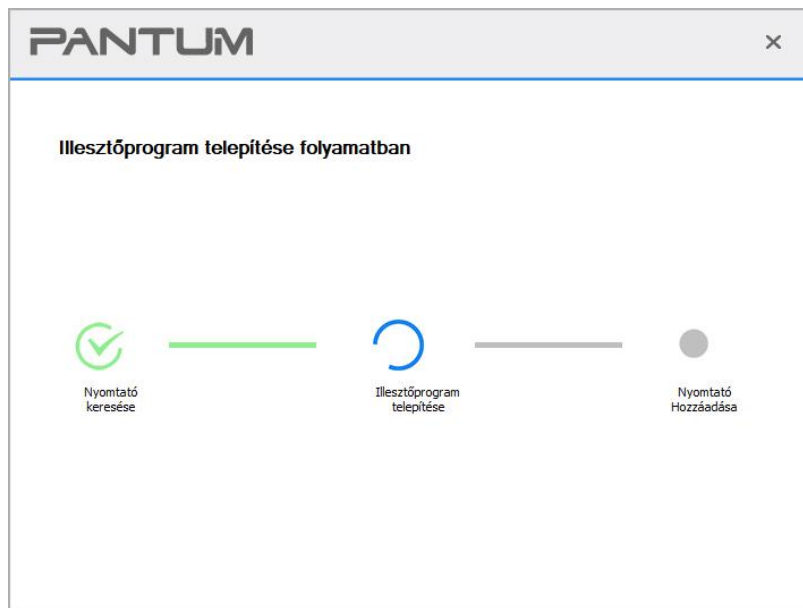 PANTUM
Illesztőprogram telepítése folyamatban
Nyomtató
keresése
Illesztőprogram
telepítése
Nyomtató
Hozzáadása